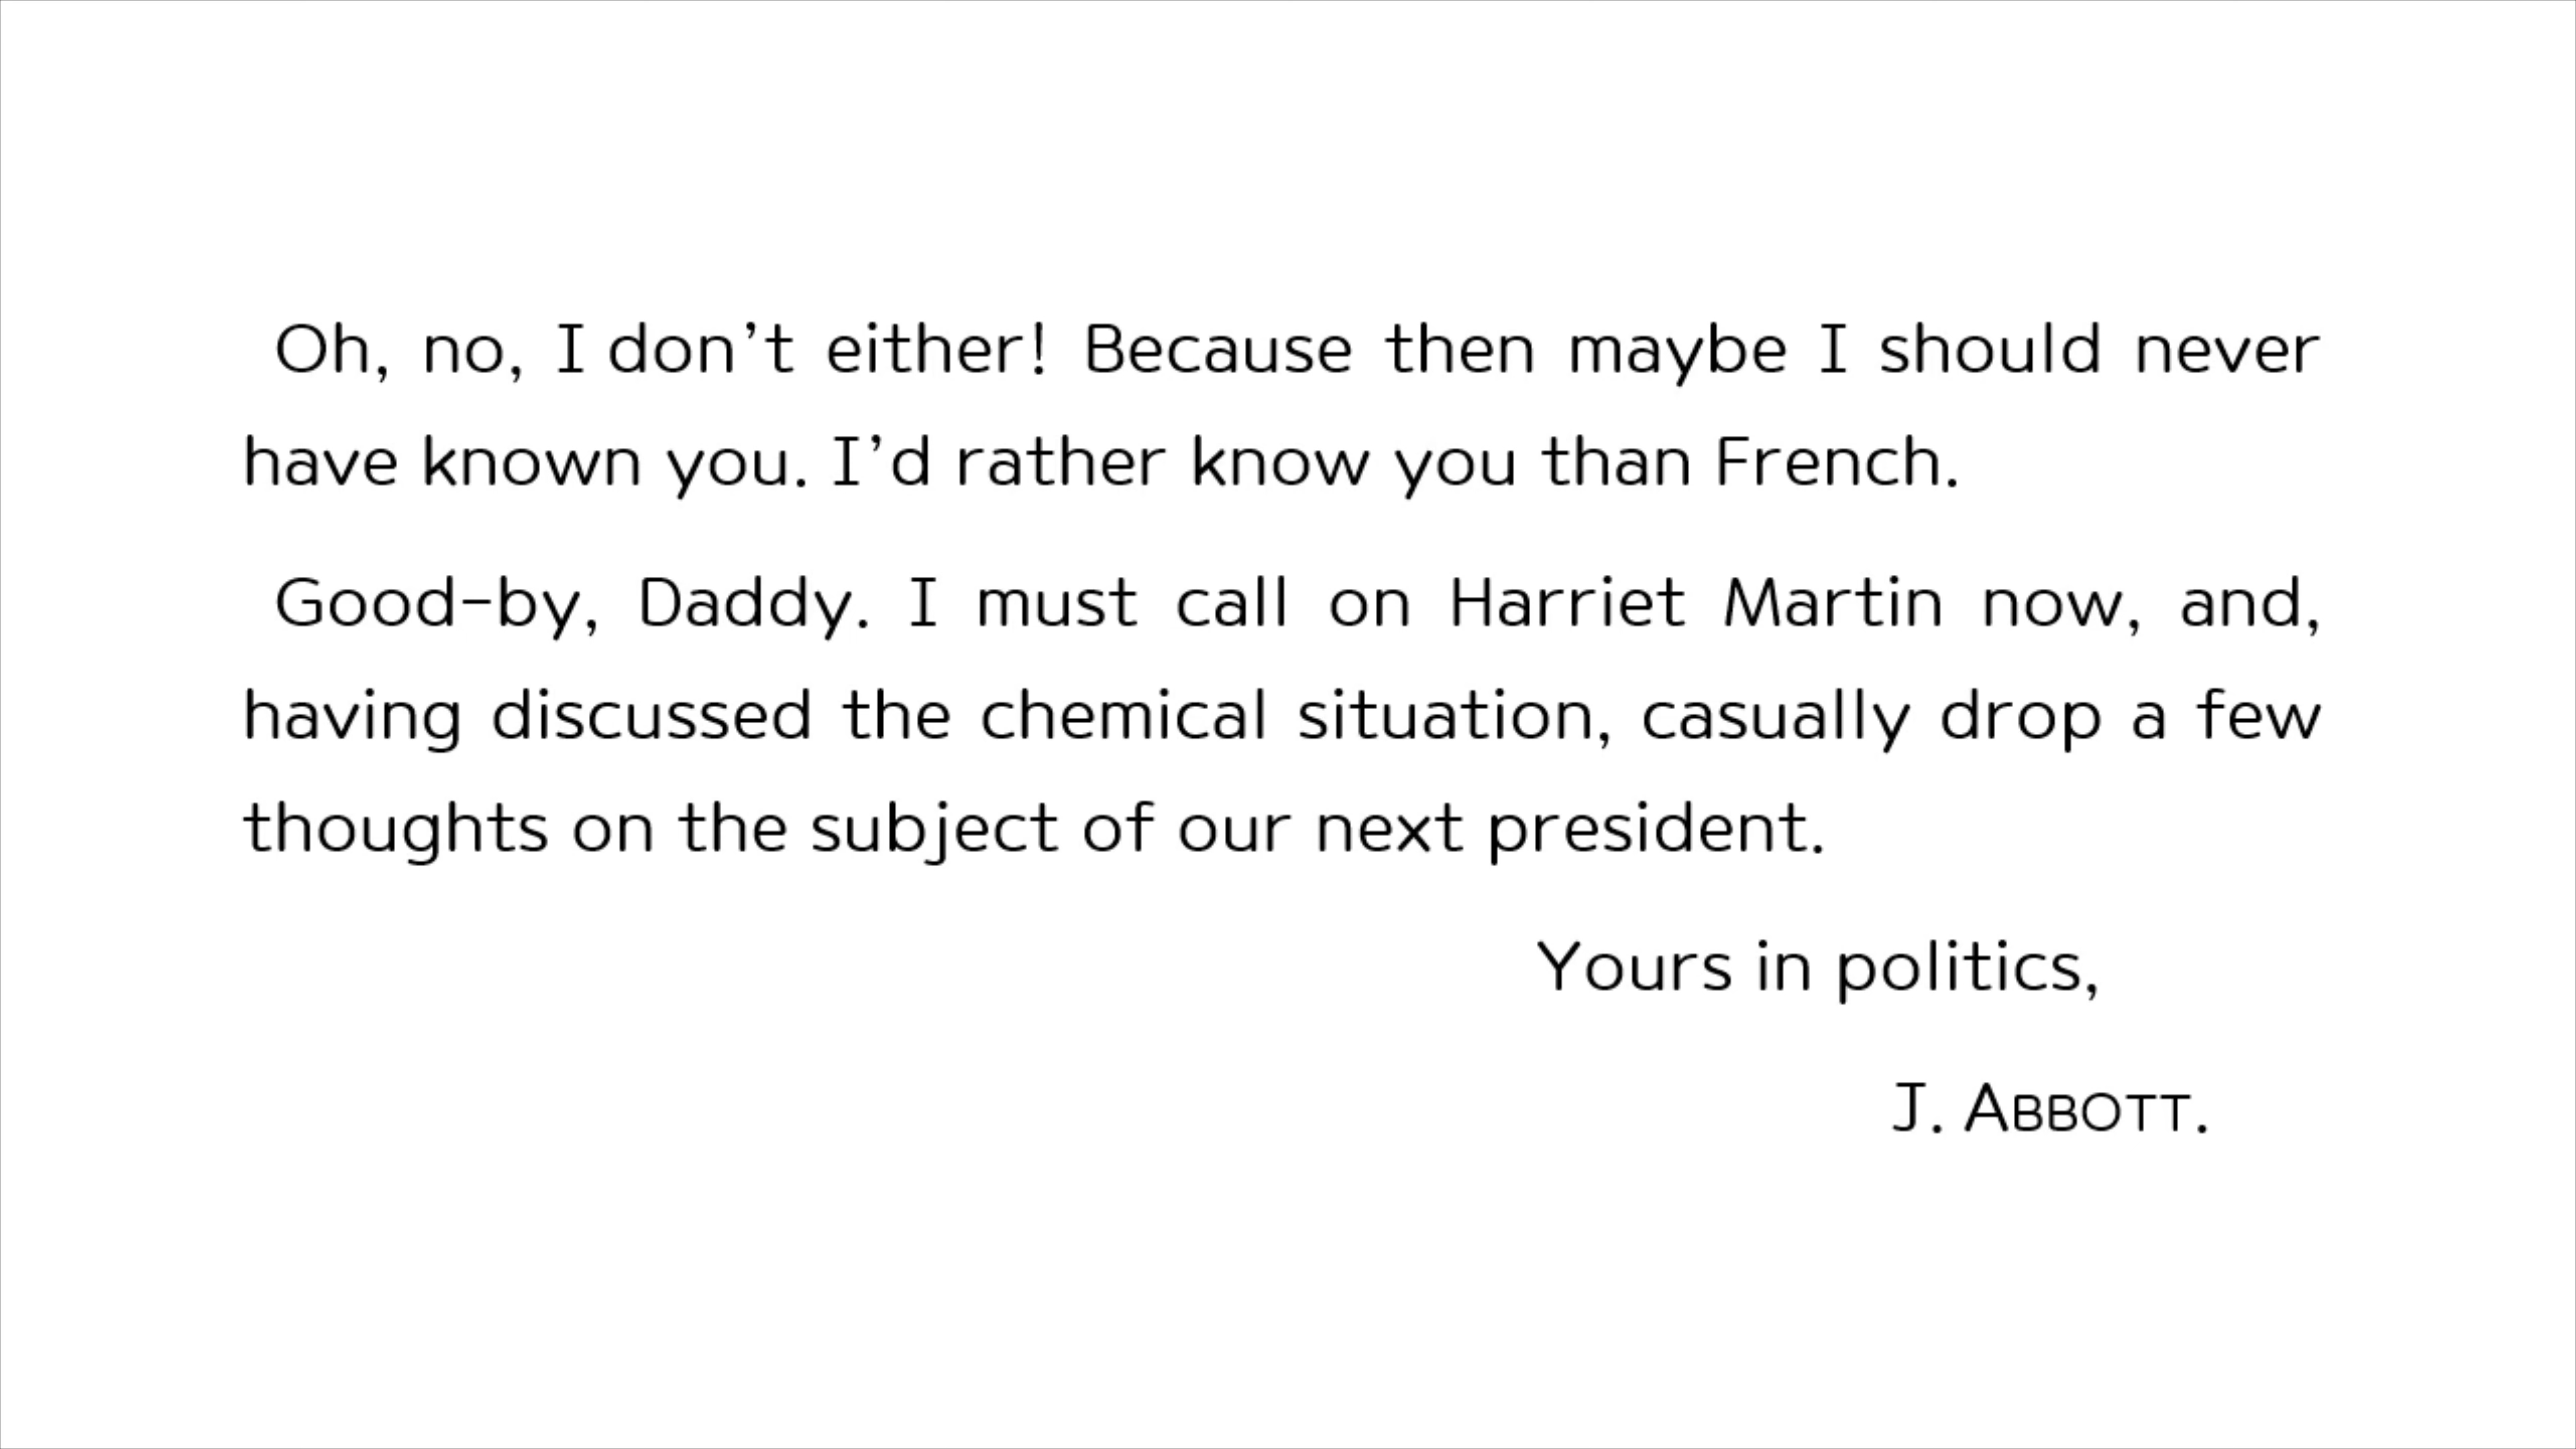 Oh, no, I don’t either! Because then maybe I should never
have known you. I’d rather know you than French.
Good-by, Daddy. I must call on Harriet Martin now, and,
having discussed the chemical situation, casually drop a few
thoughts on the subject of our next president.
Yours in politics,
J. ABBOTT.